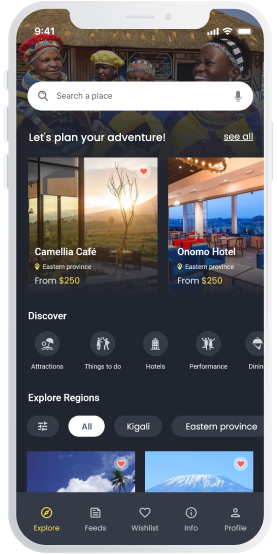 9:41
Search a place
Let's plan your adventure! see all
Camellia Café
Eastern province
From $250
Onomo Hotel
Eastern province
From $250
Discover
Attractions Things to do Hotels Performance Dining
Explore Regions
All Kigali Eastern province
Explore Feeds Wishlist Info Profile